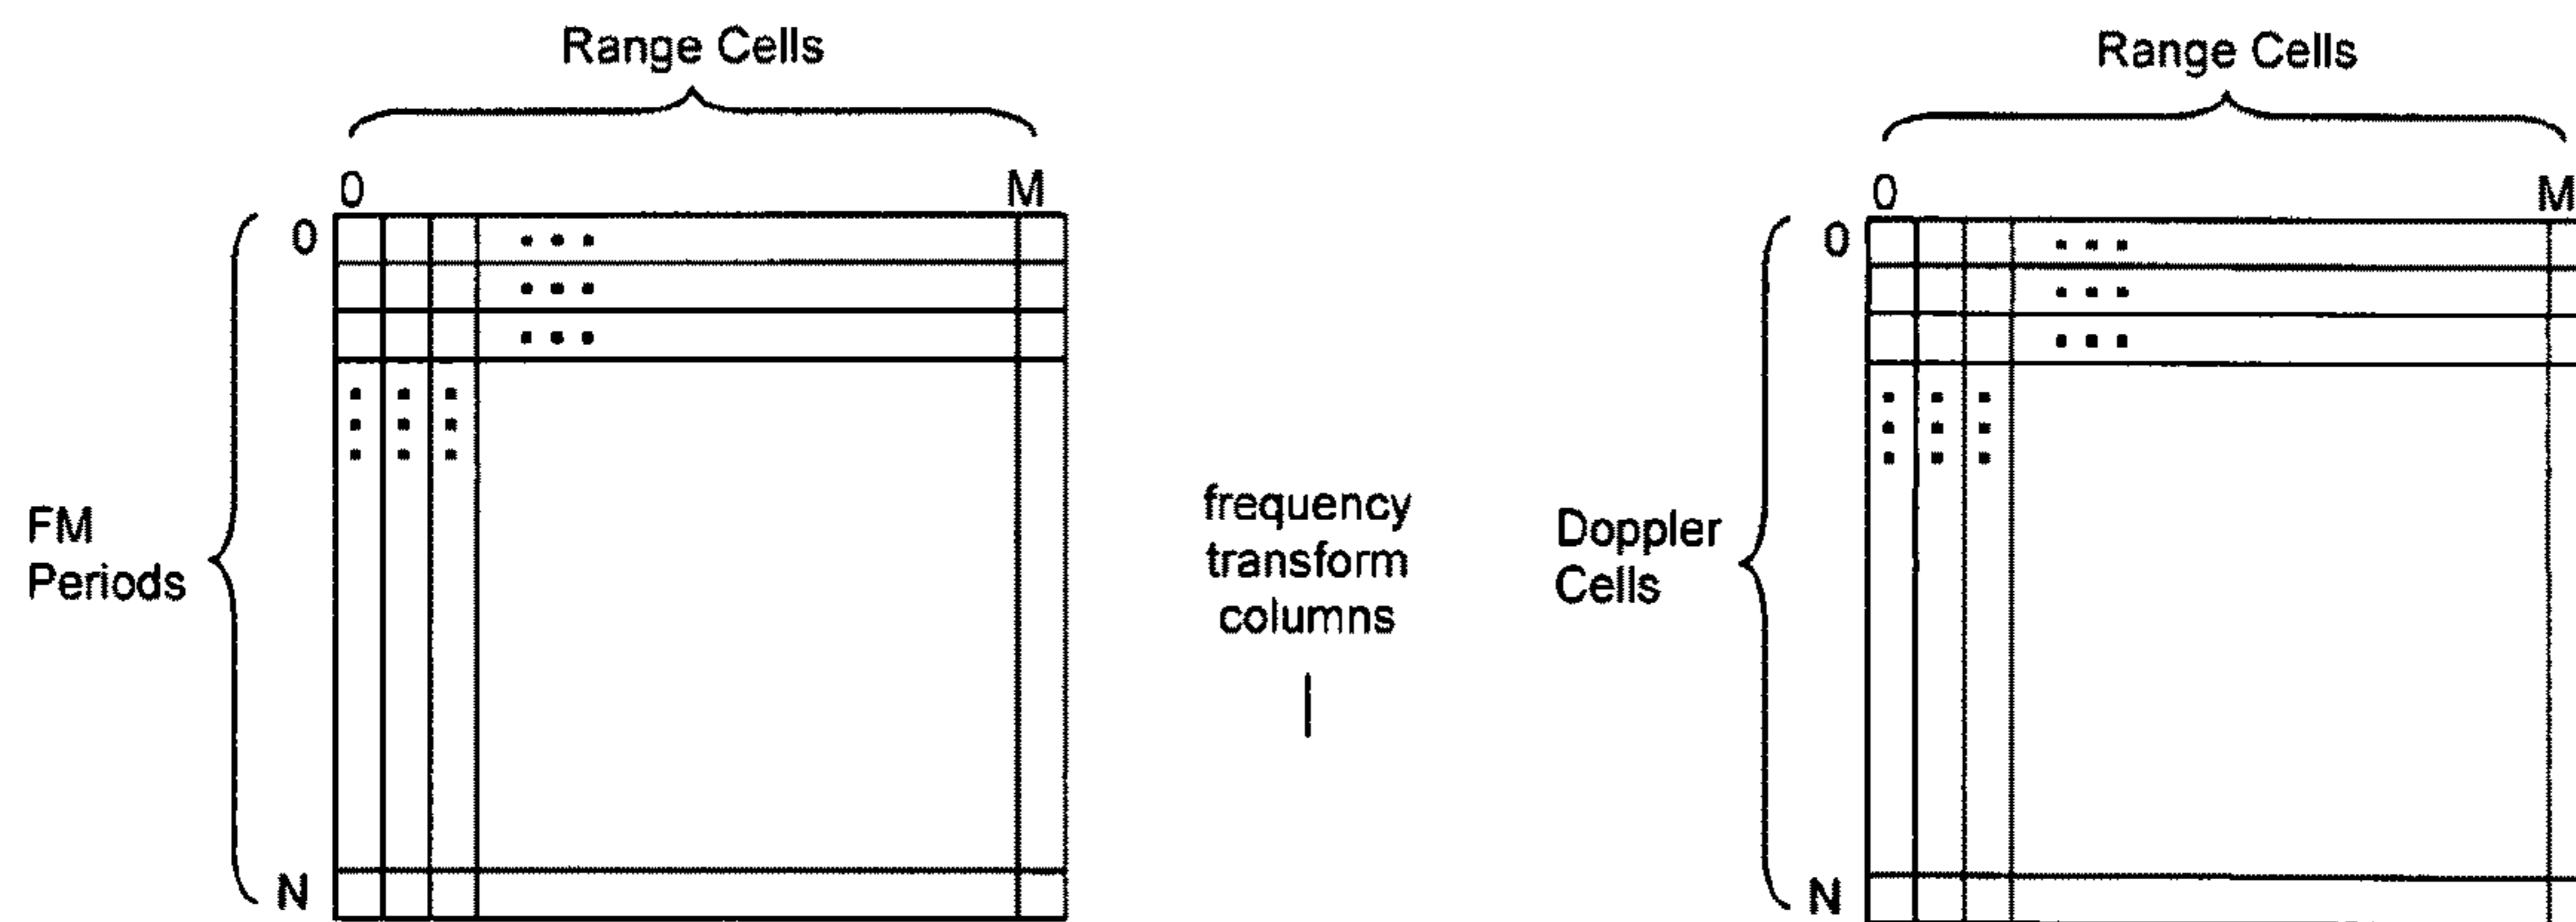 Range Cells
0 M
0
FM
Periods
N
frequency
transform
columns
Range Cells
0 M
0
Doppler
Cells
N